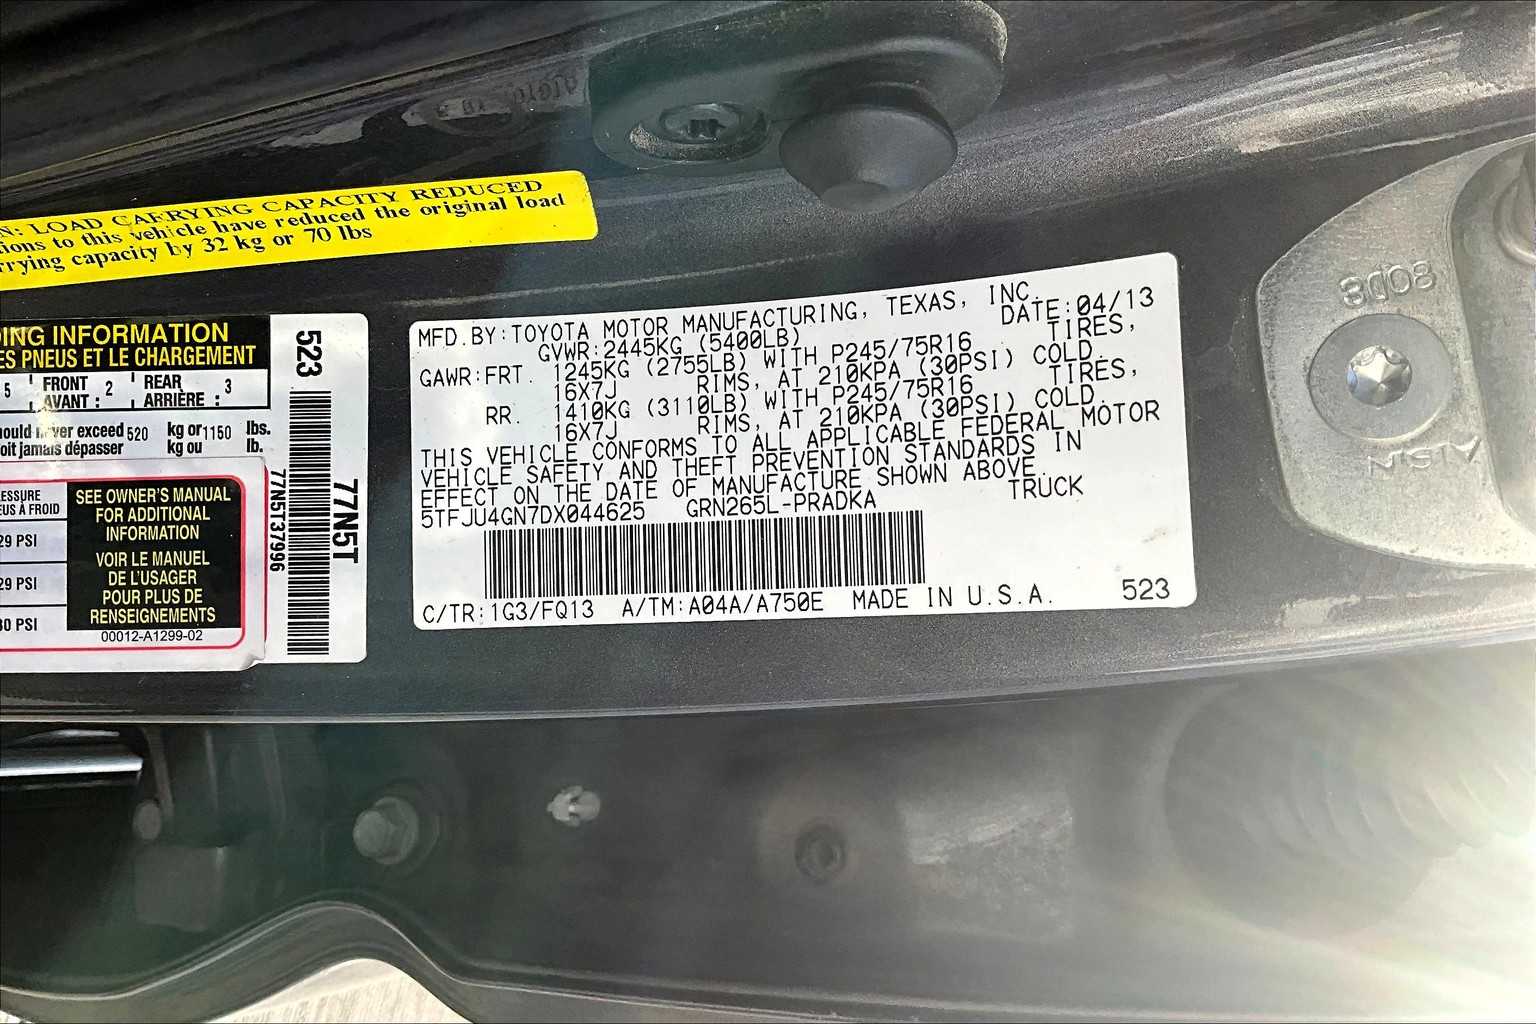 N: LOAD CARRYING CAPACITY REDUCED
tions to this vehicle have reduced the original load
rrying capacity by 32 kg or 70 lbs
DING INFORMATION
ES PNEUS ET LE CHARGEMENT
5 FRONT 2 REAR 3
AVANT : ARRIÈRE :
hould never exceed 520 kg or 1150 lbs.
oit jamais dépasser kg ou lb.
ESSURE
EUS À FROID
29 PSI
29 PSI
30 PSI
SEE OWNER'S MANUAL
FOR ADDITIONAL
INFORMATION
VOIR LE MANUEL
DE L'USAGER
POUR PLUS DE
RENSEIGNEMENTS
00012-A1299-02
523
77N5T37996
77N5T
MFD.BY:TOYOTA MOTOR MANUFACTURING, TEXAS, INC.
GVWR:2445KG (5400LB) DATE:04/13
GAWR:FRT. 1245KG (2755LB) WITH P245/75R16 TIRES,
16X7J RIMS, AT 210KPA (30PSI) COLD.
RR. 1410KG (3110LB) WITH P245/75R16 TIRES,
16X7J RIMS, AT 210KPA (30PSI) COLD.
THIS VEHICLE CONFORMS TO ALL APPLICABLE FEDERAL MOTOR
VEHICLE SAFETY AND THEFT PREVENTION STANDARDS IN
EFFECT ON THE DATE OF MANUFACTURE SHOWN ABOVE.
5TFJU4GN7DX044625 GRN265L-PRADKA TRUCK
C/TR:1G3/FQ13 A/TM:A04A/A750E MADE IN U.S.A. 523
AISIN